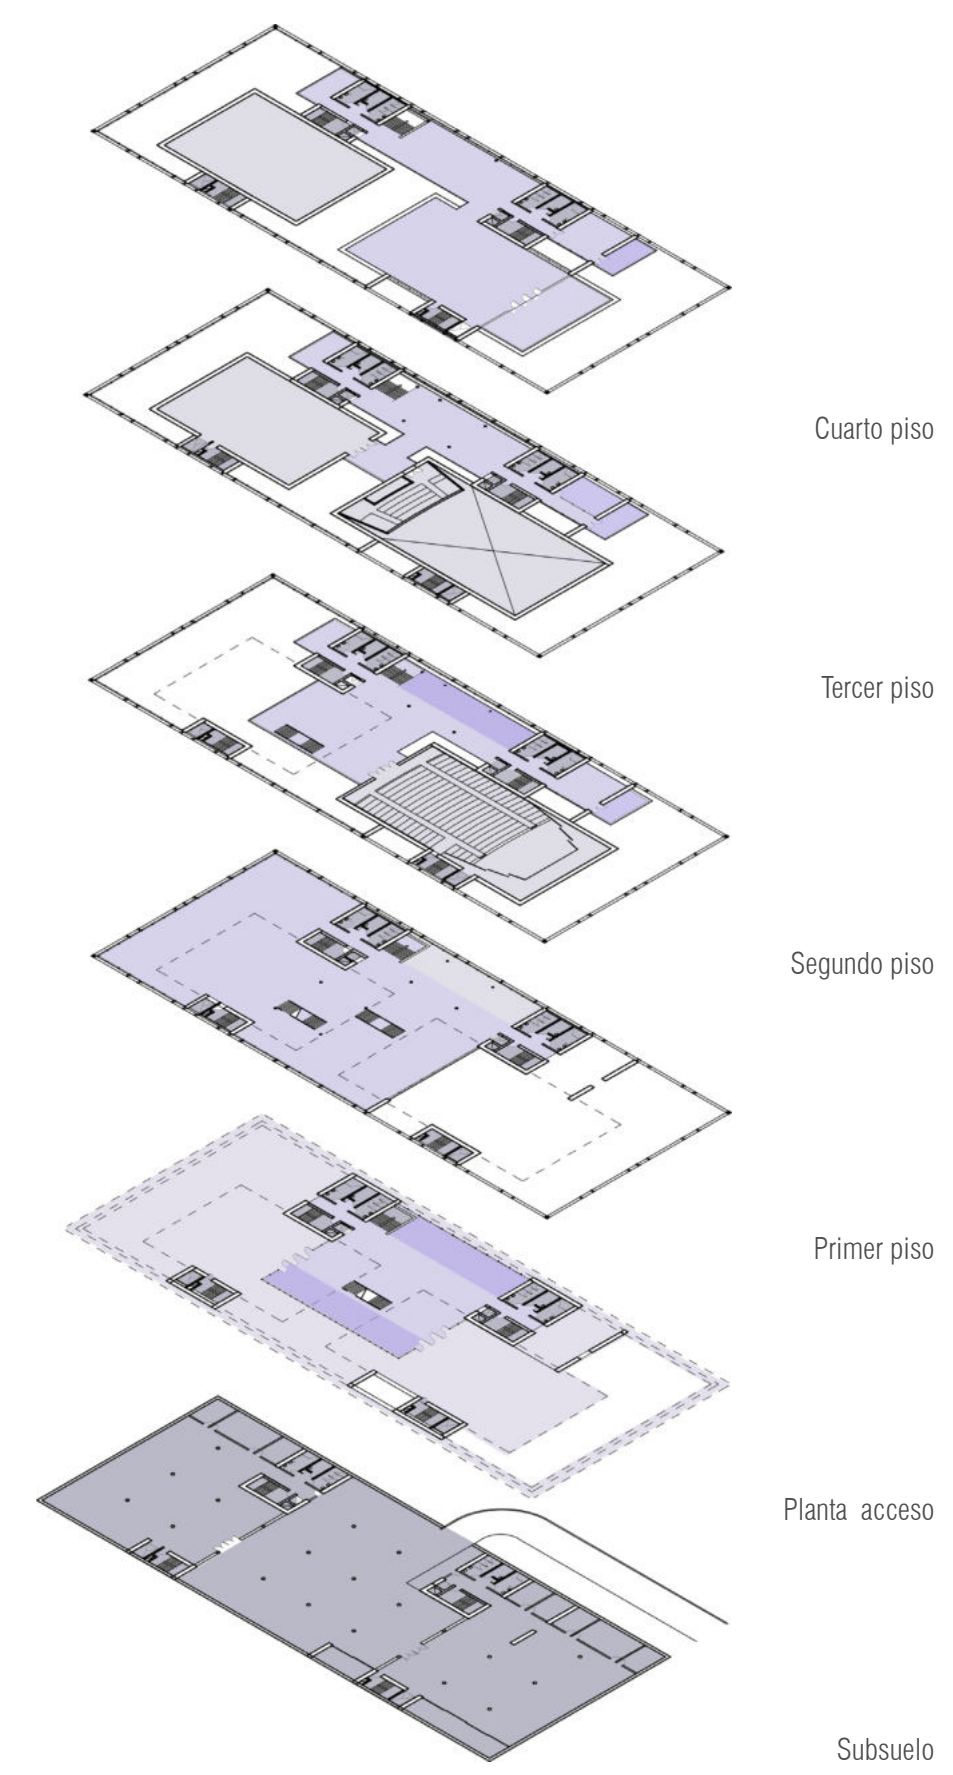 Cuarto piso
Tercer piso
Segundo piso
Primer piso
Planta acceso
Subsuelo